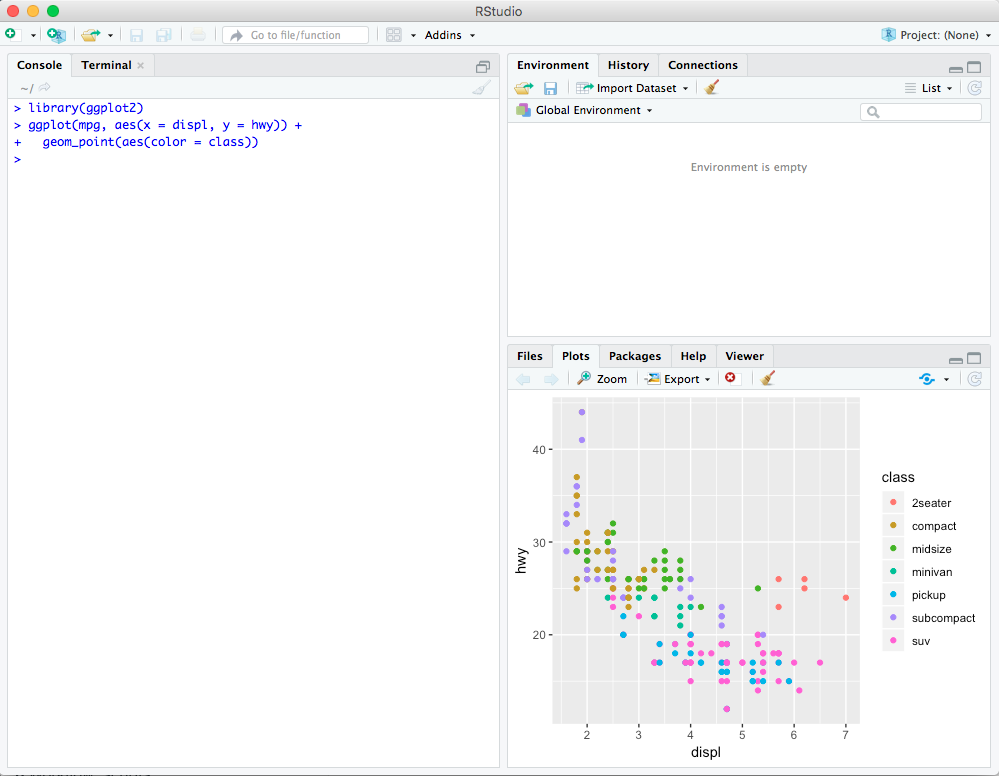 RStudio
Go to file/function
Addins
Project: (None)
Console Terminal
~/
> library(ggplot2)
> ggplot(mpg, aes(x = displ, y = hwy)) +
+   geom_point(aes(color = class))
>
Environment History Connections
Import Dataset
List
Global Environment
Environment is empty
Files Plots Packages Help Viewer
Zoom Export
40
30
20
hwy
2 3 4 5 6 7
displ
class
2seater
compact
midsize
minivan
pickup
subcompact
suv